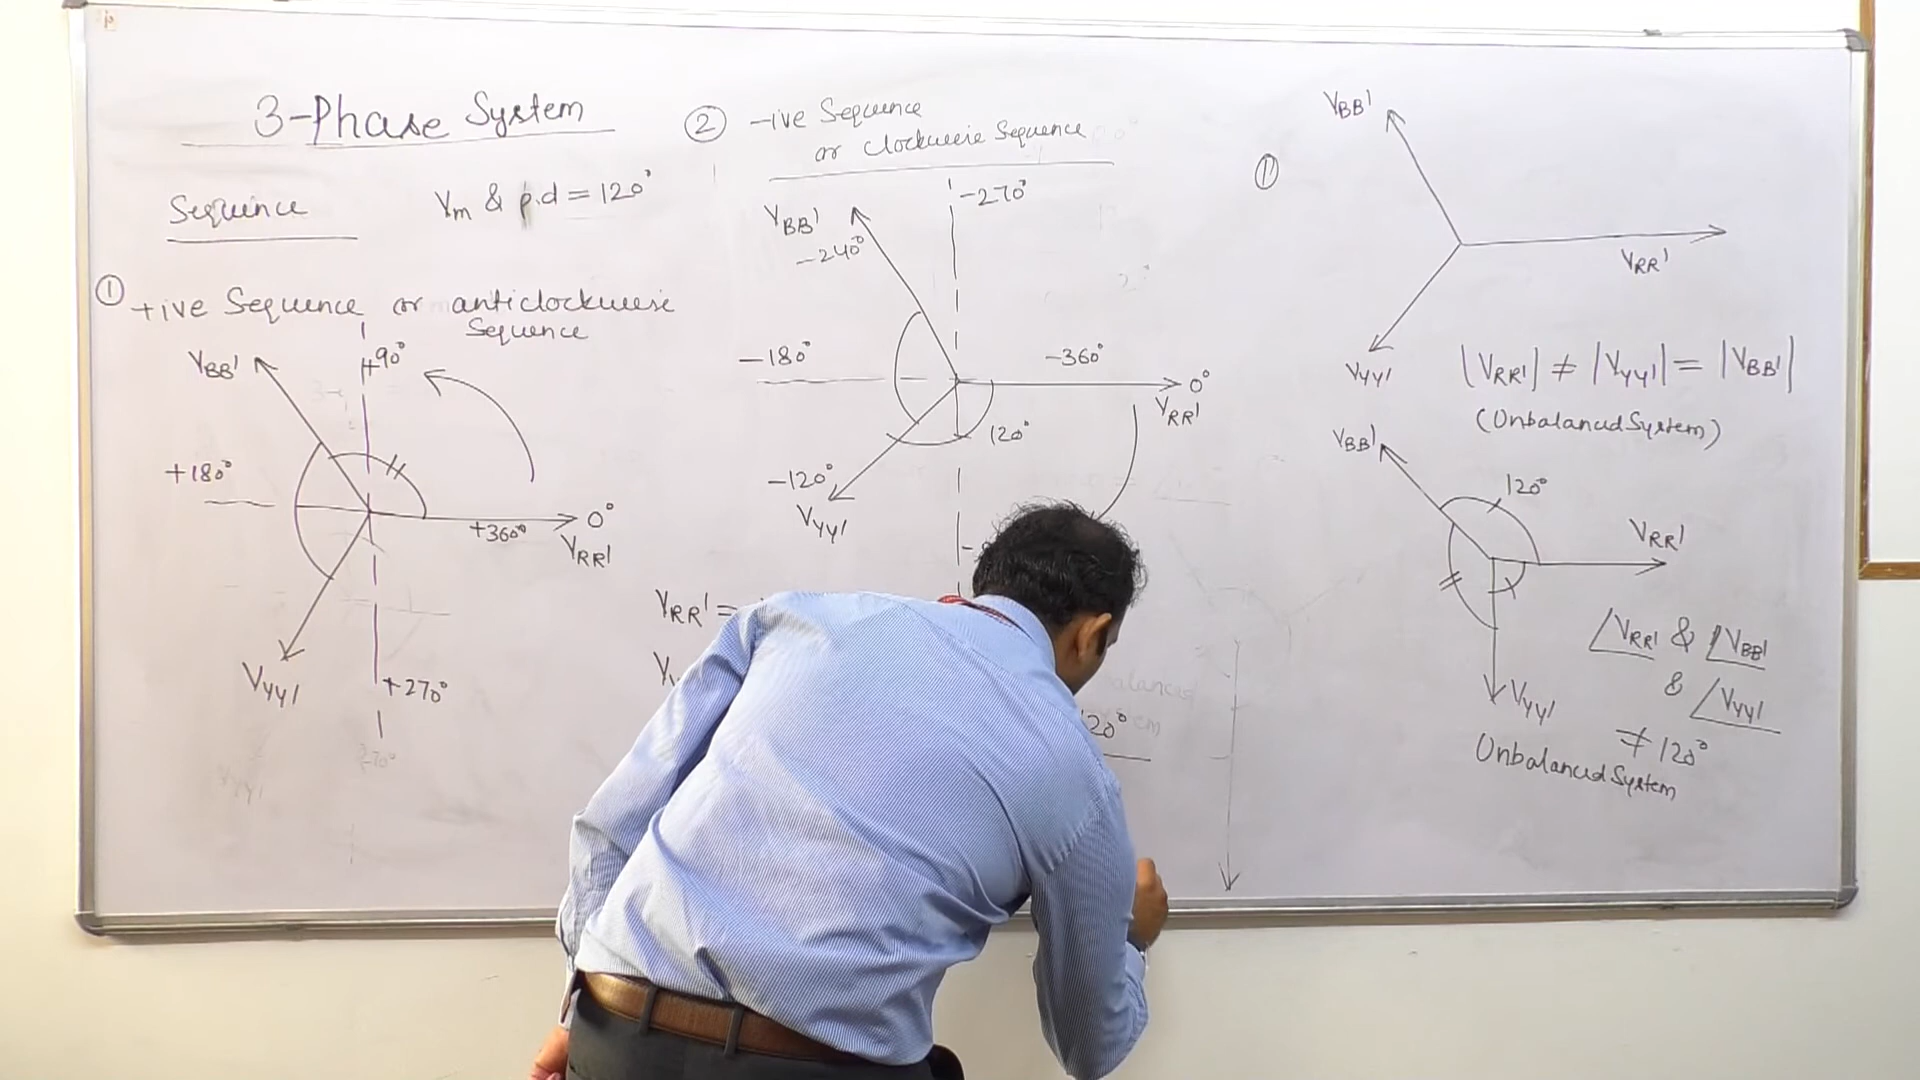 3-Phase System
Sequence
Vm & p.d = 120°
① +ive Sequence or anticlockwise
Sequence
+90°
VBB'
+180°
0°
+360°
VRR'
VYY'
+270°
270°
② -ive Sequence
or clockwise Sequence
-270°
VBB'
-240°
-180°
-360°
0°
VRR'
120°
-120°
VYY'
VRR' =
20°
①
VBB'
VRR'
VYY'
|VRR'| ≠ |VYY'| = |VBB'|
(Unbalanced System)
VBB'
120°
VRR'
VYY'
∠VRR' & ∠VBB'
& ∠VYY'
≠ 120°
Unbalanced System